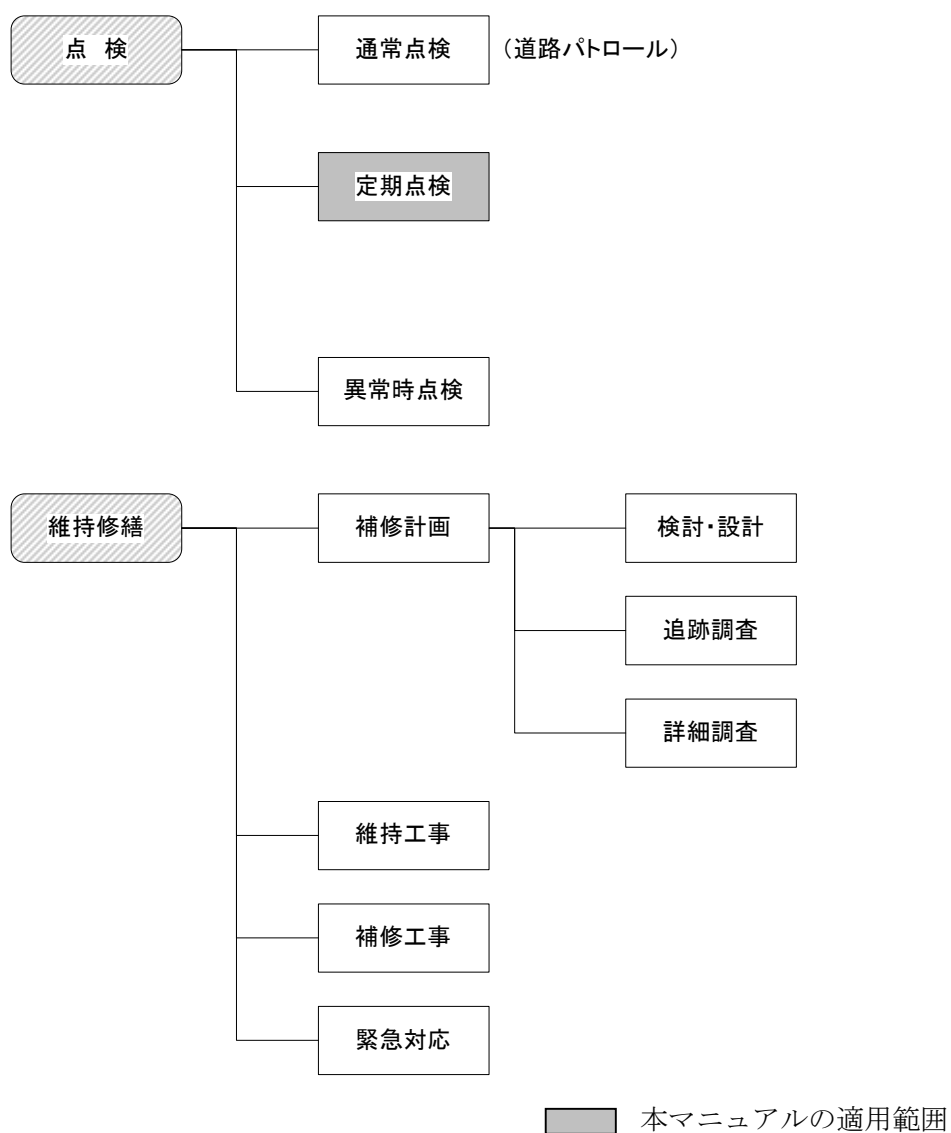 点 検
通常点検 (道路パトロール)
定期点検
異常時点検
維持修繕
補修計画
検討・設計
追跡調査
詳細調査
維持工事
補修工事
緊急対応
本マニュアルの適用範囲